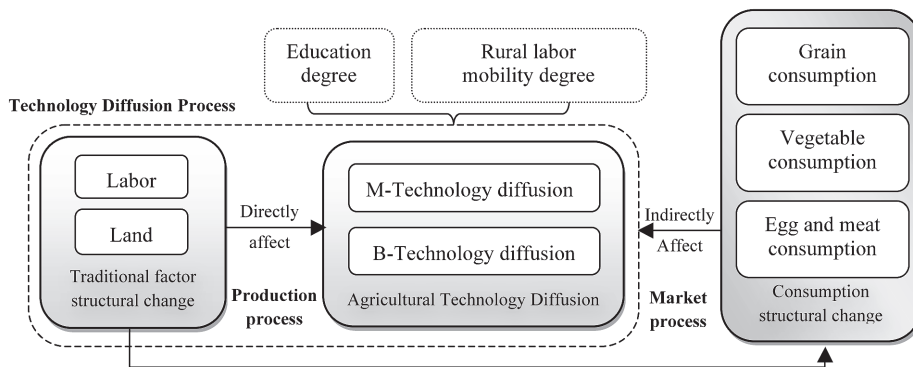 Education
degree
Rural labor
mobility degree
Technology Diffusion Process
Labor
Land
Traditional factor
structural change
Directly
affect
Production
process
M-Technology diffusion
B-Technology diffusion
Agricultural Technology Diffusion
Indirectly
Affect
Market
process
Grain
consumption
Vegetable
consumption
Egg and meat
consumption
Consumption
structural change